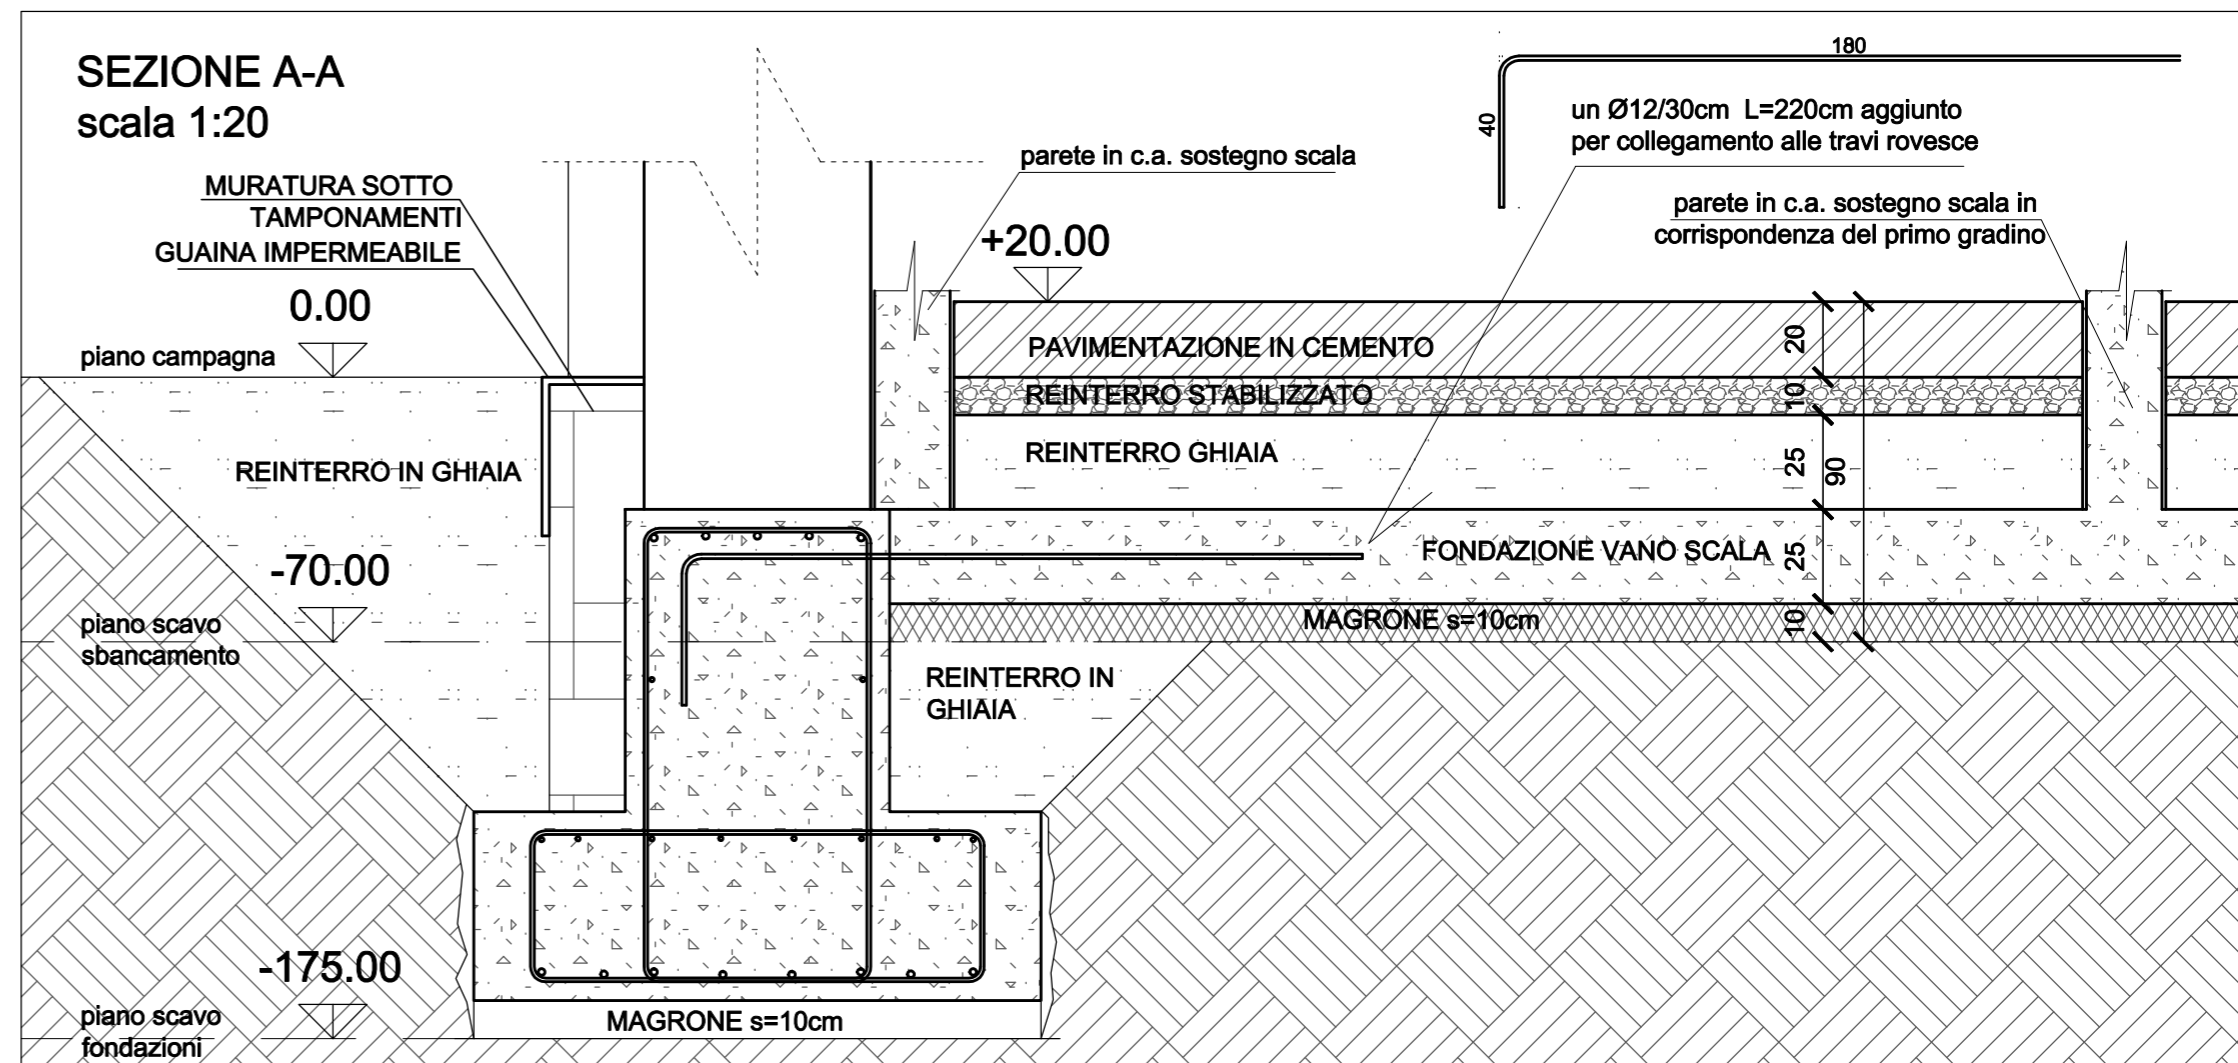 SEZIONE A-A
scala 1:20
MURATURA SOTTO
TAMPONAMENTI
GUAINA IMPERMEABILE
0.00
piano campagna
REINTERRO IN GHIAIA
-70.00
piano scavo
sbancamento
-175.00
piano scavo
fondazioni
parete in c.a. sostegno scala
+20.00
180
40
un Ø12/30cm L=220cm aggiunto
per collegamento alle travi rovesce
parete in c.a. sostegno scala in
corrispondenza del primo gradino
PAVIMENTAZIONE IN CEMENTO
20
REINTERRO STABILIZZATO
10
REINTERRO GHIAIA
25
90
FONDAZIONE VANO SCALA
25
MAGRONE s=10cm
10
REINTERRO IN
GHIAIA
MAGRONE s=10cm